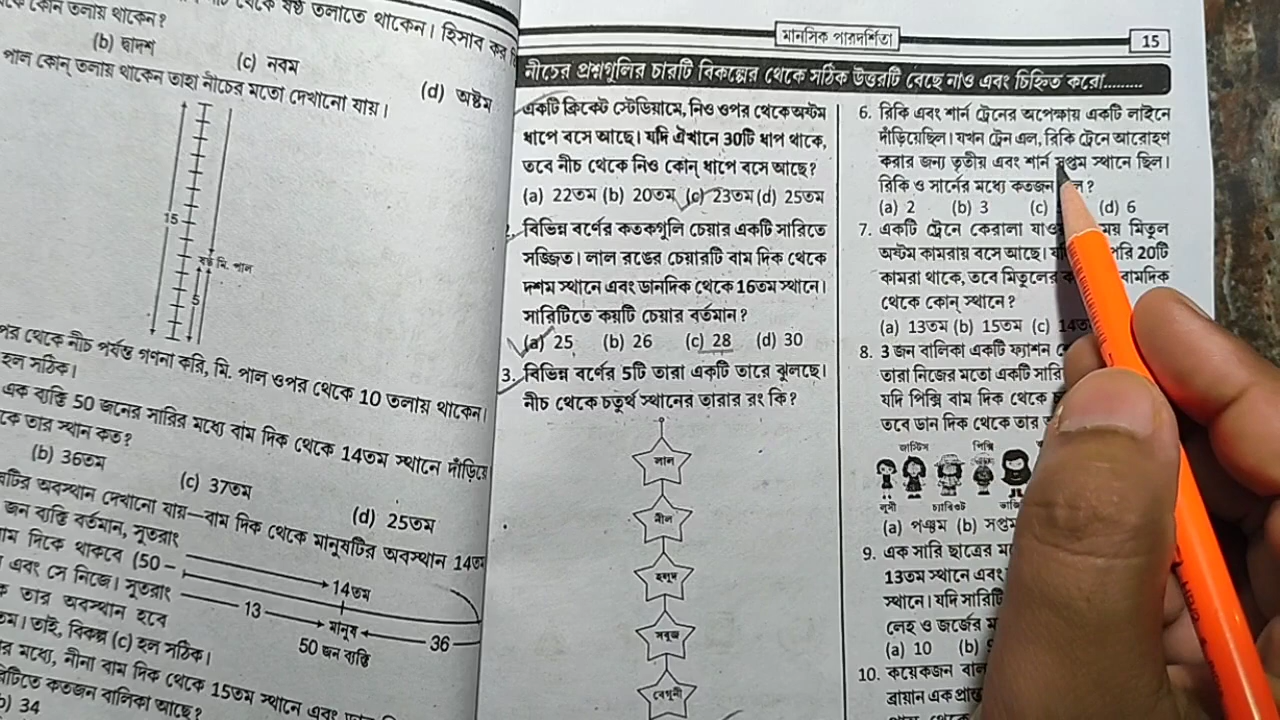 থেকে ষষ্ঠ তলাতে থাকেন। হিসাব কর
কোন তলায় থাকেন?
(b) দ্বাদশ
(c) নবম
(d) অষ্টম
পাল কোন্ তলায় থাকেন তাহা নীচের মতো দেখানো যায়।
15
ষষ্ঠ মি. পাল
5
থেকে নীচ পর্যন্ত গণনা করি, মি. পাল ওপর থেকে 10 তলায় থাকেন।
হল সঠিক।
এক ব্যক্তি 50 জনের সারির মধ্যে বাম দিক থেকে 14তম স্থানে দাঁড়িয়ে
তার স্থান কত?
(b) 36তম
(c) 37তম
(d) 25তম
অবস্থান দেখানো যায়—বাম দিক থেকে মানুষটির অবস্থান 14তম
জন ব্যক্তি বর্তমান, সুতরাং
দিকে থাকবে (50 –
এবং সে নিজে। সুতরাং
তার অবস্থান হবে
তাই, বিকল্প (c) হল সঠিক।
14তম
13
মানুষ
36
50 জন ব্যক্তি
মধ্যে, নীনা বাম দিক থেকে 15তম স্থানে এবং
কতজন বালিকা আছে?
34
মানসিক পারদর্শিতা
15
নীচের প্রশ্নগুলির চারটি বিকল্পের থেকে সঠিক উত্তরটি বেছে নাও এবং চিহ্নিত করো.........
একটি ক্রিকেট স্টেডিয়ামে, নিও ওপর থেকে অষ্টম
ধাপে বসে আছে। যদি ঐখানে 30টি ধাপ থাকে,
তবে নীচ থেকে নিও কোন্ ধাপে বসে আছে?
(a) 22তম (b) 20তম (c) 23তম (d) 25তম
বিভিন্ন বর্ণের কতকগুলি চেয়ার একটি সারিতে
সজ্জিত। লাল রঙের চেয়ারটি বাম দিক থেকে
দশম স্থানে এবং ডানদিক থেকে 16তম স্থানে।
সারিটিতে কয়টি চেয়ার বর্তমান?
(a) 25 (b) 26 (c) 28 (d) 30
3. বিভিন্ন বর্ণের 5টি তারা একটি তারে ঝুলছে।
নীচ থেকে চতুর্থ স্থানের তারার রং কি?
লাল
নীল
হলুদ
সবুজ
বেগুনী
6. রিকি এবং শার্ন ট্রেনের অপেক্ষায় একটি লাইনে
দাঁড়িয়েছিল। যখন ট্রেন এল, রিকি ট্রেনে আরোহণ
করার জন্য তৃতীয় এবং শার্ন সপ্তম স্থানে ছিল।
রিকি ও সার্নের মধ্যে কতজন
(a) 2 (b) 3 (c) (d) 6
7. একটি ট্রেনে কেরালা মিতুল
অষ্টম কামরায় বসে আছে। 20টি
কামরা থাকে, তবে মিতুলের বামদিক
থেকে কোন্ স্থানে?
(a) 13তম (b) 15তম (c) 14তম
8. 3 জন বালিকা একটি ফ্যাশন
তারা নিজের মতো একটি সারি
যদি পিঙ্কি বাম দিক থেকে
তবে ডান দিক থেকে তার
জাস্টিস
পিঙ্কি
লুসী
(a) পঞ্চম (b) সপ্তম
9. এক সারি ছাত্রের
13তম স্থানে এবং
স্থানে। যদি সারিটি
স্নেহ ও জর্জের
(a) 10 (b)
10. কয়েকজন
ব্রায়ান এক